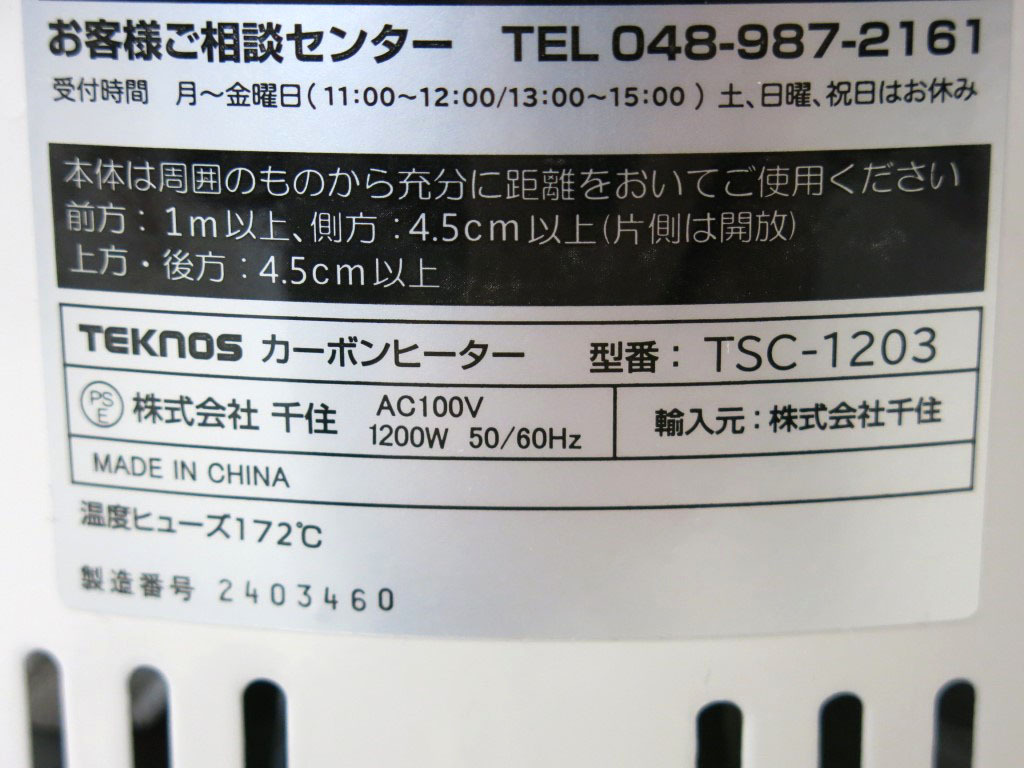 お客様ご相談センター TEL 048-987-2161
受付時間 月～金曜日(11:00～12:00/13:00～15:00) 土、日曜、祝日はお休み
本体は周囲のものから充分に距離をおいてご使用ください
前方：1m以上、側方：4.5cm以上(片側は開放)
上方・後方：4.5cm以上
TEKNOS カーボンヒーター 型番：TSC-1203
PSE 株式会社 千住 AC100V
1200W 50/60Hz
輸入元：株式会社千住
MADE IN CHINA
温度ヒューズ172℃
製造番号 2403460